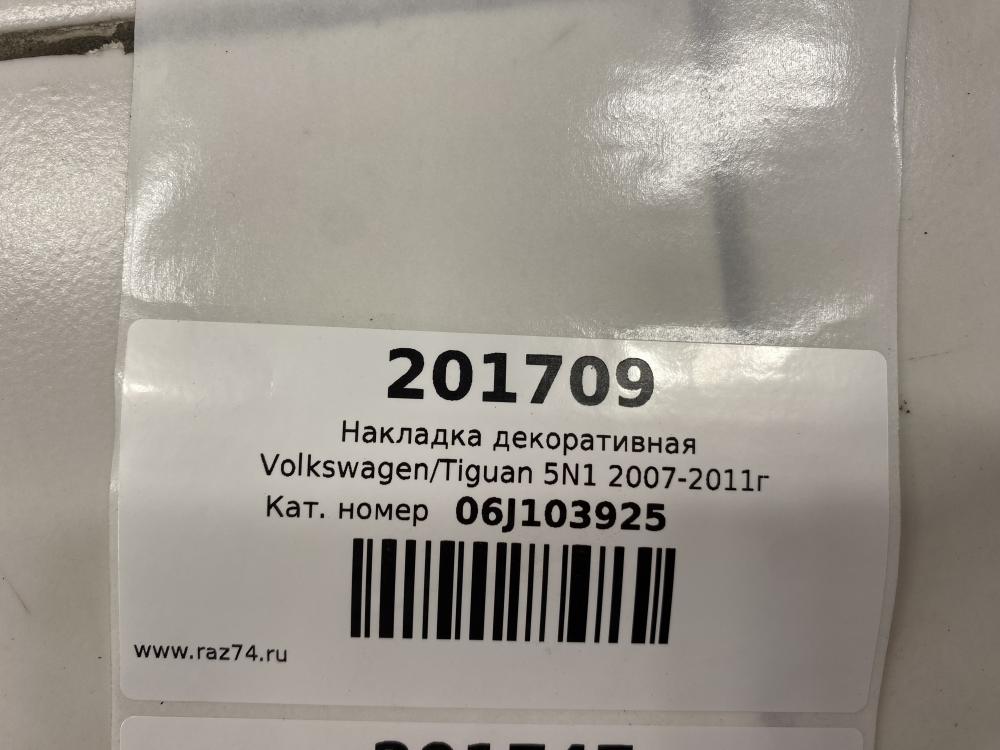 201709
Накладка декоративная
Volkswagen/Tiguan 5N1 2007-2011г
Кат. номер 06J103925
www.raz74.ru